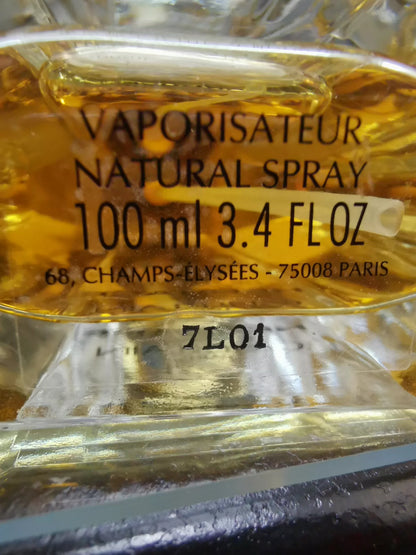 VAPORISATEUR
NATURAL SPRAY
100 ml 3.4 FL OZ
68, CHAMPS-ELYSÉES - 75008 PARIS
7L01